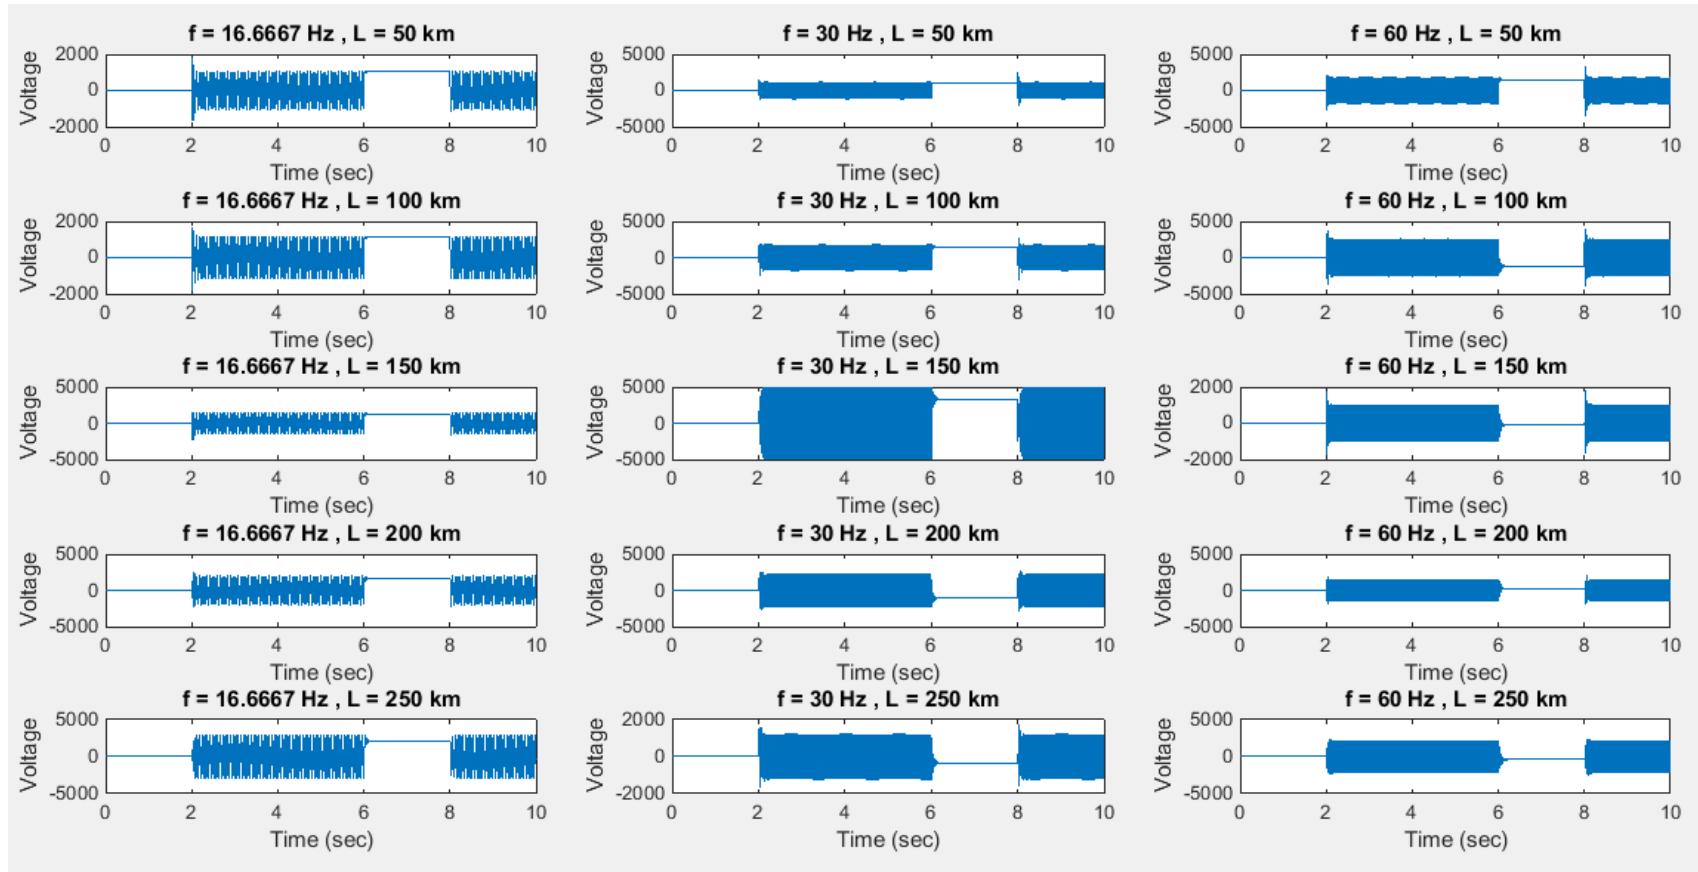 f = 16.6667 Hz , L = 50 km
2000
0
-2000
Voltage
0 2 4 6 8 10
Time (sec)
f = 30 Hz , L = 50 km
5000
0
-5000
Voltage
0 2 4 6 8 10
Time (sec)
f = 60 Hz , L = 50 km
5000
0
-5000
Voltage
0 2 4 6 8 10
Time (sec)
f = 16.6667 Hz , L = 100 km
2000
0
-2000
Voltage
0 2 4 6 8 10
Time (sec)
f = 30 Hz , L = 100 km
5000
0
-5000
Voltage
0 2 4 6 8 10
Time (sec)
f = 60 Hz , L = 100 km
5000
0
-5000
Voltage
0 2 4 6 8 10
Time (sec)
f = 16.6667 Hz , L = 150 km
5000
0
-5000
Voltage
0 2 4 6 8 10
Time (sec)
f = 30 Hz , L = 150 km
5000
0
-5000
Voltage
0 2 4 6 8 10
Time (sec)
f = 60 Hz , L = 150 km
2000
0
-2000
Voltage
0 2 4 6 8 10
Time (sec)
f = 16.6667 Hz , L = 200 km
5000
0
-5000
Voltage
0 2 4 6 8 10
Time (sec)
f = 30 Hz , L = 200 km
5000
0
-5000
Voltage
0 2 4 6 8 10
Time (sec)
f = 60 Hz , L = 200 km
5000
0
-5000
Voltage
0 2 4 6 8 10
Time (sec)
f = 16.6667 Hz , L = 250 km
5000
0
-5000
Voltage
0 2 4 6 8 10
Time (sec)
f = 30 Hz , L = 250 km
2000
0
-2000
Voltage
0 2 4 6 8 10
Time (sec)
f = 60 Hz , L = 250 km
5000
0
-5000
Voltage
0 2 4 6 8 10
Time (sec)